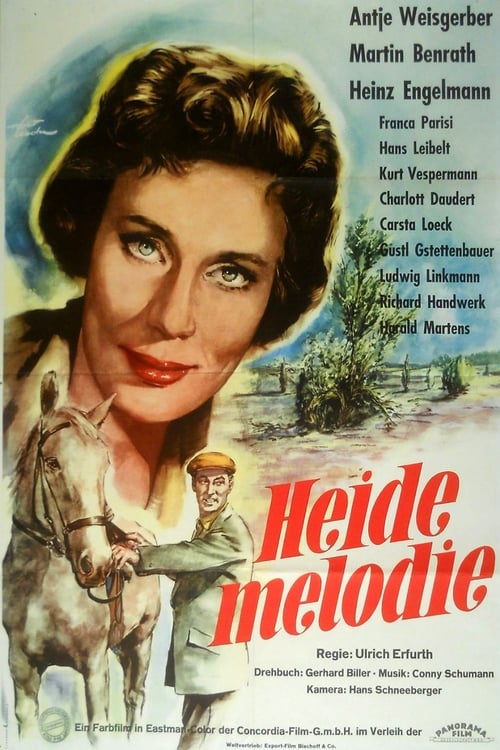 Antje Weisgerber
Martin Benrath
Heinz Engelmann
Franca Parisi
Hans Leibelt
Kurt Vespermann
Charlott Daudert
Carsta Loeck
Gustl Gstettenbauer
Ludwig Linkmann
Richard Handwerk
Harald Martens
Heide
melodie
Regie: Ulrich Erfurth
Drehbuch: Gerhard Biller · Musik: Conny Schumann
Kamera: Hans Schneeberger
Ein Farbfilm in Eastman-Color der Concordia-Film-G.m.b.H. im Verleih der
PANORAMA
FILM
Weltvertrieb: Export-Film Bischoff & Co.